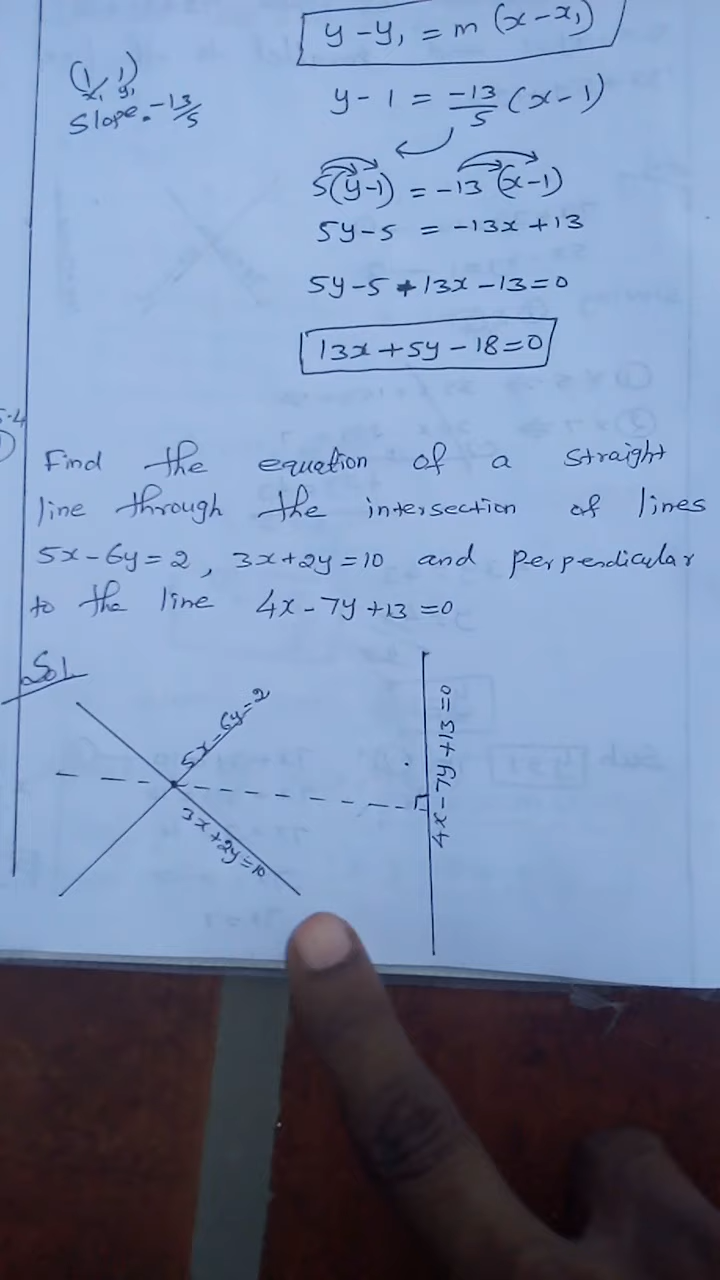 y - y₁ = m (x - x₁)
(1, 1)
x₁ y₁
Slope = -13/5
y - 1 = -13/5 (x - 1)
5(y-1) = -13 (x-1)
5y - 5 = -13x + 13
5y - 5 + 13x - 13 = 0
13x + 5y - 18 = 0
Find the equation of a straight
line through the intersection of lines
5x - 6y = 2, 3x + 2y = 10 and perpendicular
to the line 4x - 7y + 13 = 0
Sol
5x - 6y = 2
3x + 2y = 10
4x - 7y + 13 = 0